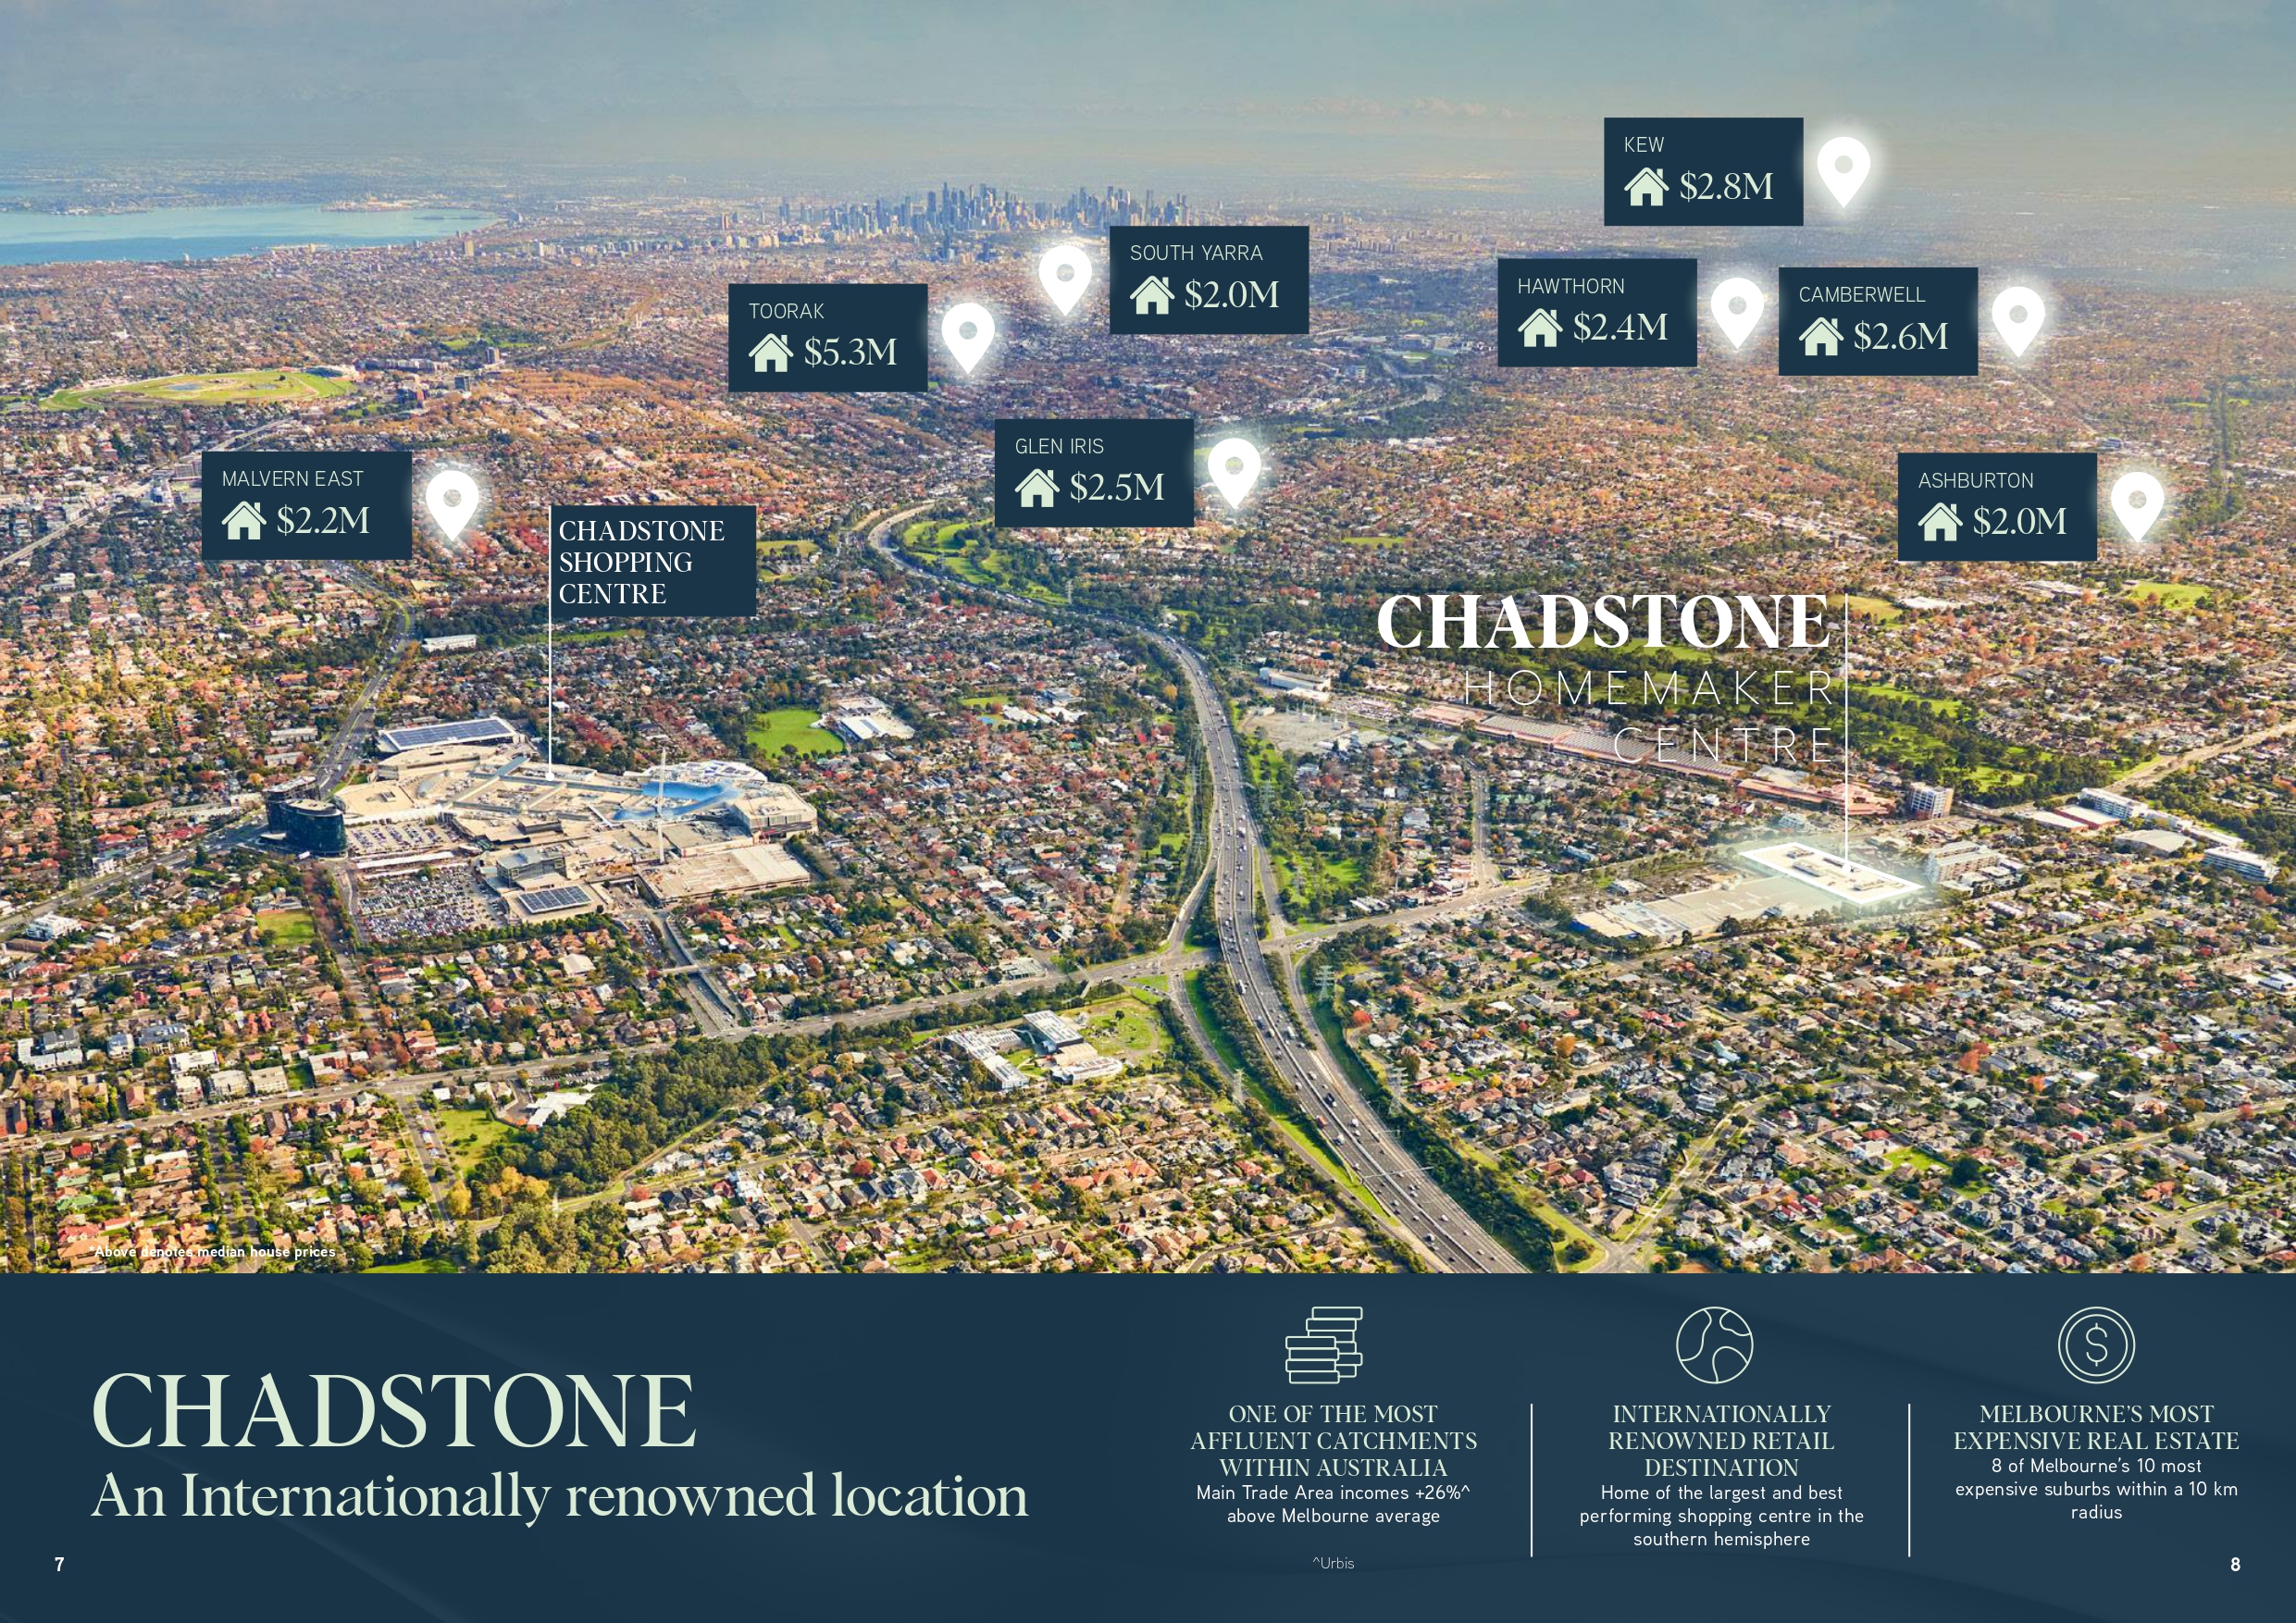 KEW
$2.8M
SOUTH YARRA
$2.0M
TOORAK
$5.3M
HAWTHORN
$2.4M
CAMBERWELL
$2.6M
GLEN IRIS
$2.5M
MALVERN EAST
$2.2M
ASHBURTON
$2.0M
CHADSTONE
SHOPPING
CENTRE
CHADSTONE
HOMEMAKER
CENTRE
*Above denotes median house prices
CHADSTONE
An Internationally renowned location
ONE OF THE MOST
AFFLUENT CATCHMENTS
WITHIN AUSTRALIA
Main Trade Area incomes +26%^
above Melbourne average
^Urbis
INTERNATIONALLY
RENOWNED RETAIL
DESTINATION
Home of the largest and best
performing shopping centre in the
southern hemisphere
MELBOURNE'S MOST
EXPENSIVE REAL ESTATE
8 of Melbourne's 10 most
expensive suburbs within a 10 km
radius
7
8